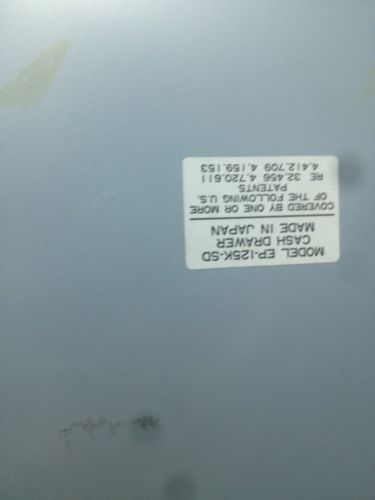 MODEL EP-125K-SD
CASH DRAWER
MADE IN JAPAN
COVERED BY ONE OR MORE
OF THE FOLLOWING U.S.
PATENTS
RE 32,456 4,720,611
4,412,709 4,159,153